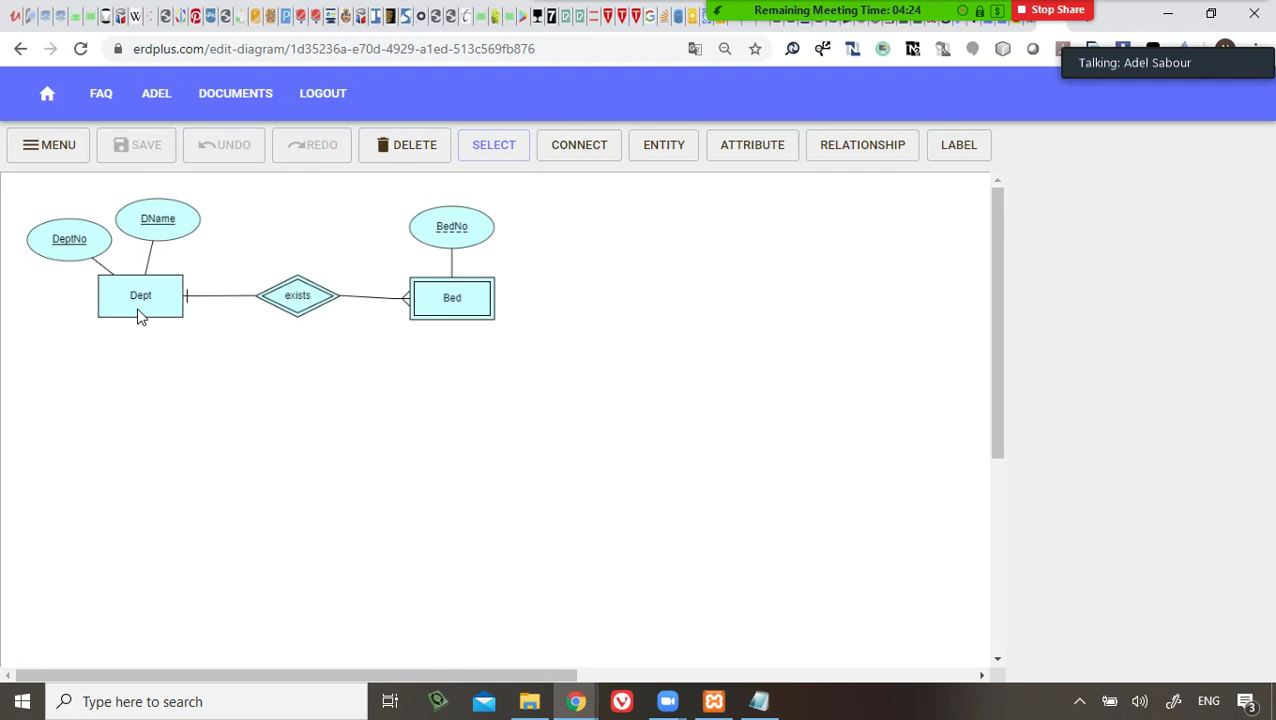 Remaining Meeting Time: 04:24
Stop Share
erdplus.com/edit-diagram/1d35236a-e70d-4929-a1ed-513c569fb876
Talking: Adel Sabour
FAQ
ADEL
DOCUMENTS
LOGOUT
MENU
SAVE
UNDO
REDO
DELETE
SELECT
CONNECT
ENTITY
ATTRIBUTE
RELATIONSHIP
LABEL
DName
DeptNo
BedNo
Dept
exists
Bed
Type here to search
ENG
3